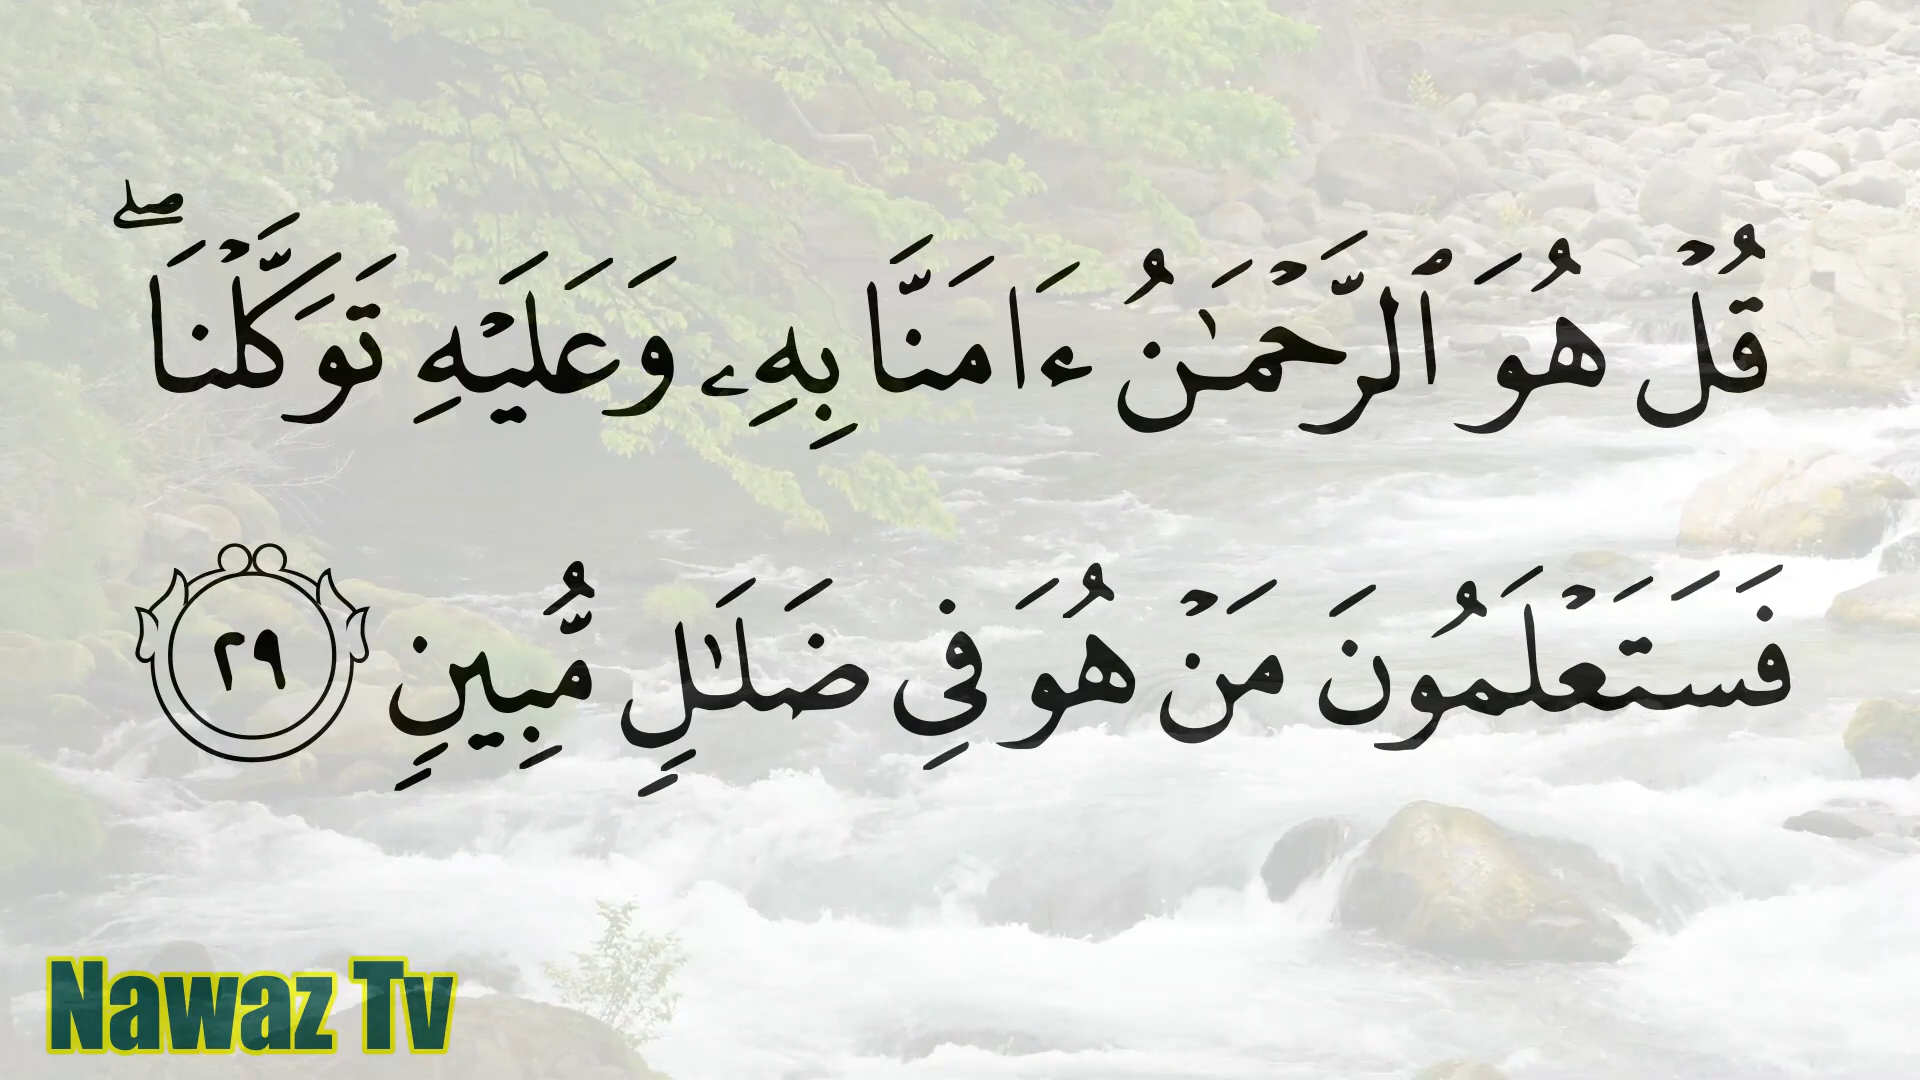 قُلْ هُوَ ٱلرَّحْمَـٰنُ ءَامَنَّا بِهِۦ وَعَلَيْهِ تَوَكَّلْنَا ۖ
فَسَتَعْلَمُونَ مَنْ هُوَ فِى ضَلَـٰلٍ مُّبِينٍ ٢٩
Nawaz Tv